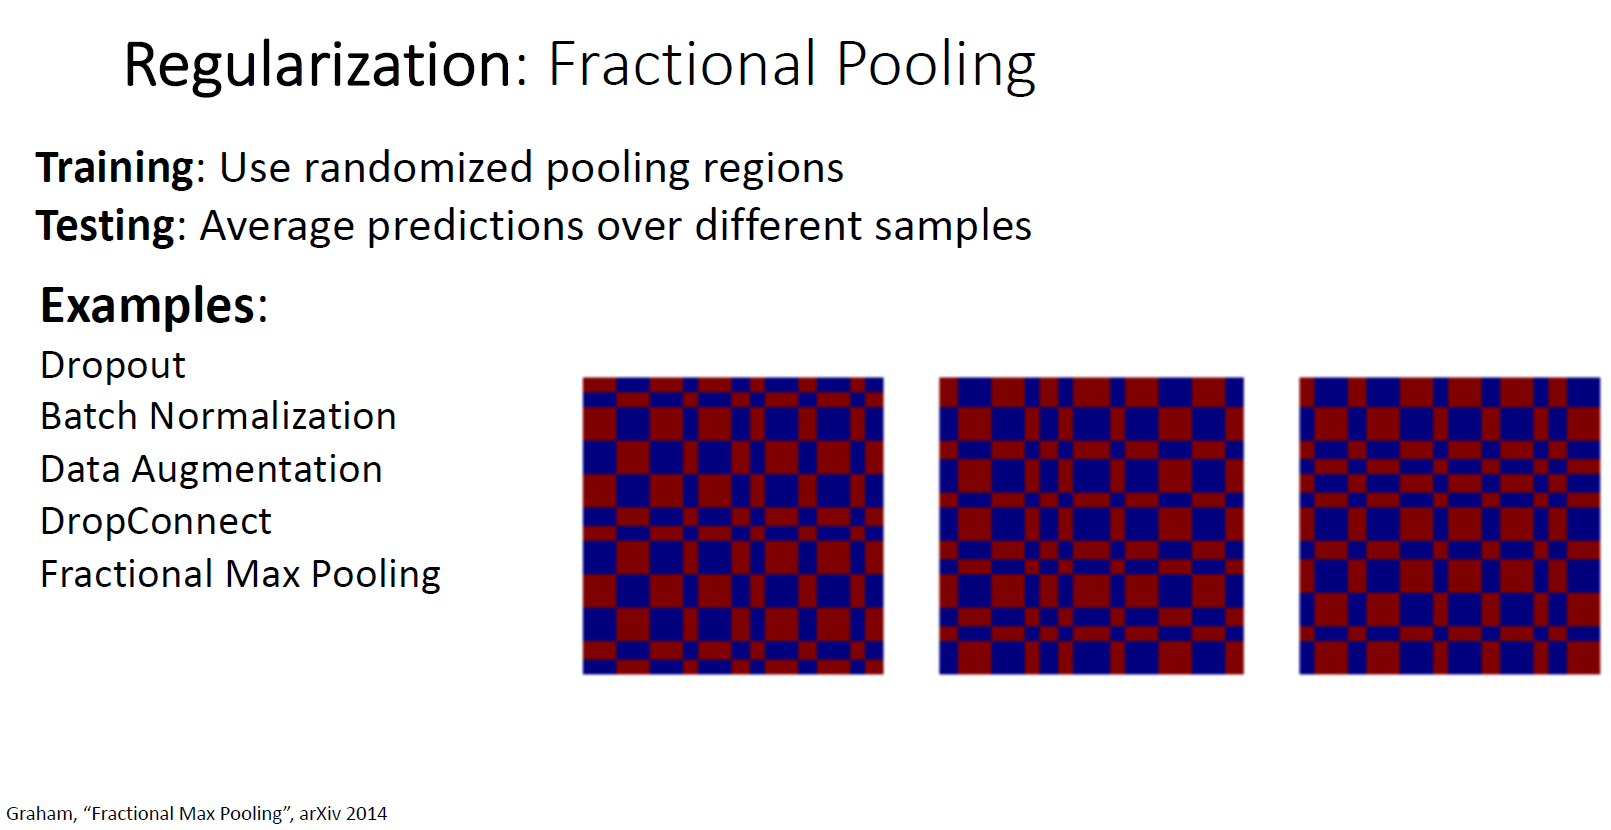 Regularization: Fractional Pooling
Training: Use randomized pooling regions
Testing: Average predictions over different samples
Examples:
Dropout
Batch Normalization
Data Augmentation
DropConnect
Fractional Max Pooling
Graham, “Fractional Max Pooling”, arXiv 2014